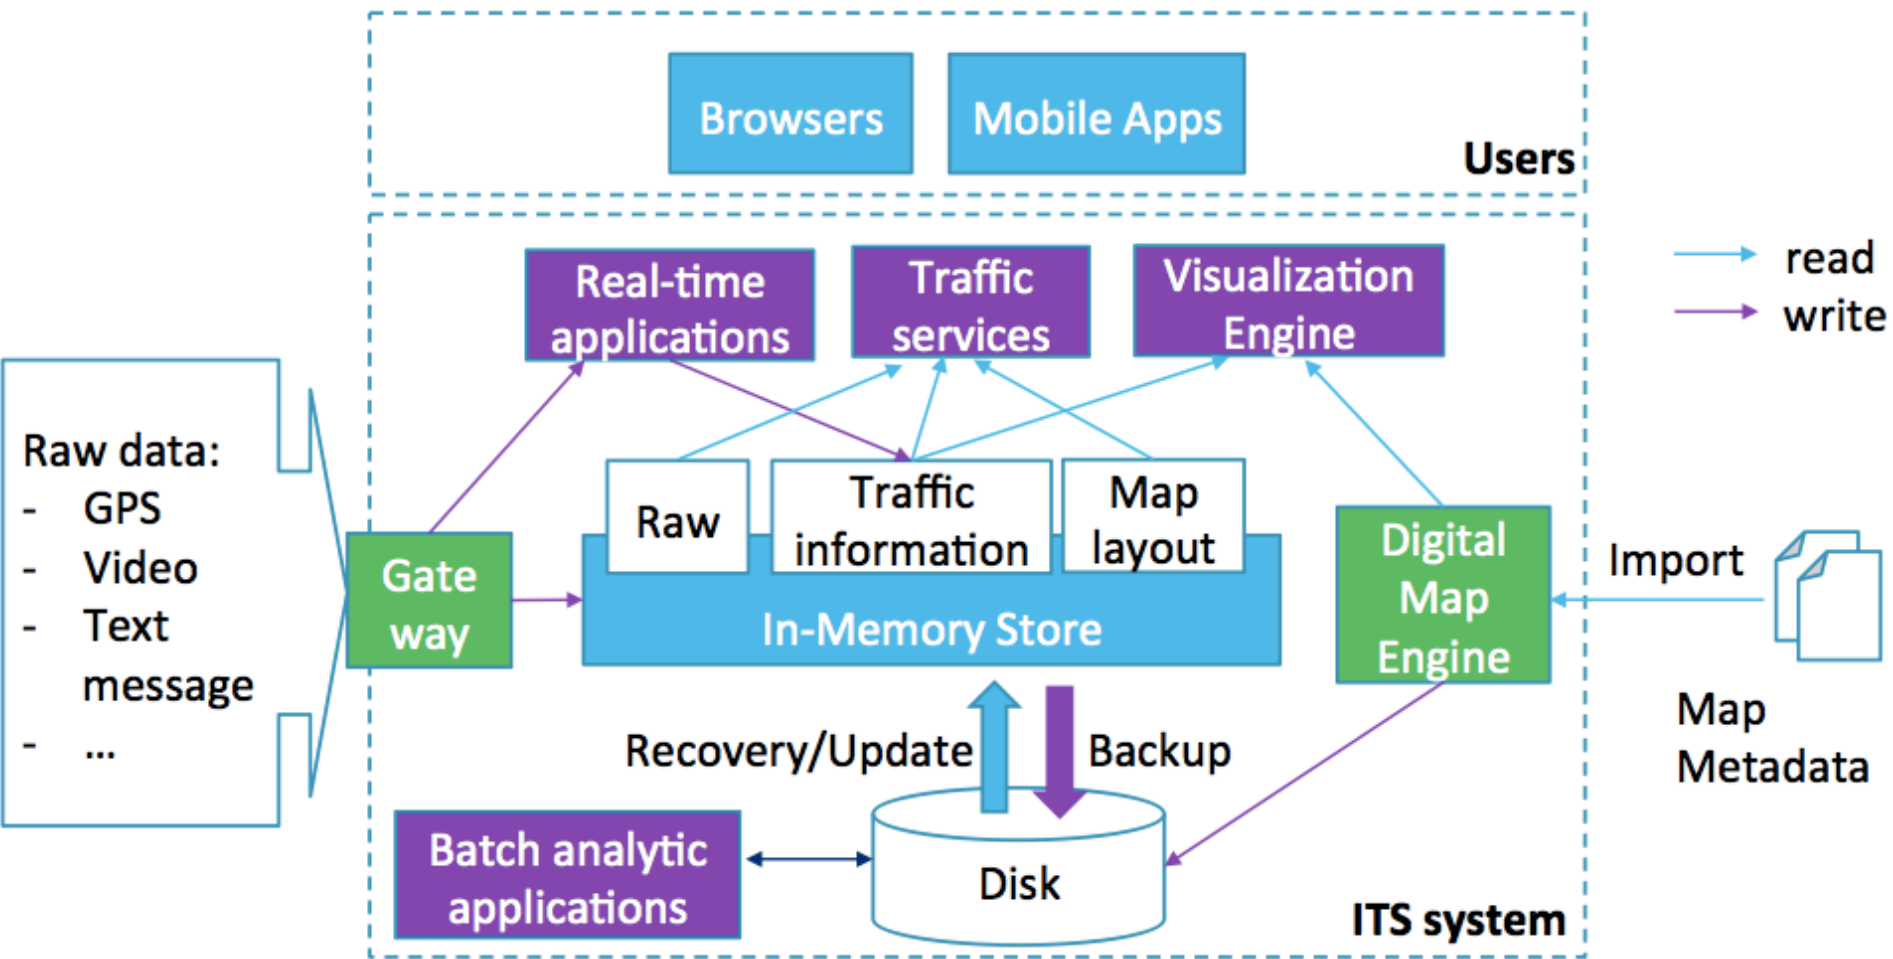 Browsers
Mobile Apps
Users
Real-time
applications
Traffic
services
Visualization
Engine
read
write
Raw data:
- GPS
- Video
- Text
message
- ...
Gate
way
Raw
Traffic
information
Map
layout
In-Memory Store
Digital
Map
Engine
Import
Map
Metadata
Recovery/Update
Backup
Batch analytic
applications
Disk
ITS system